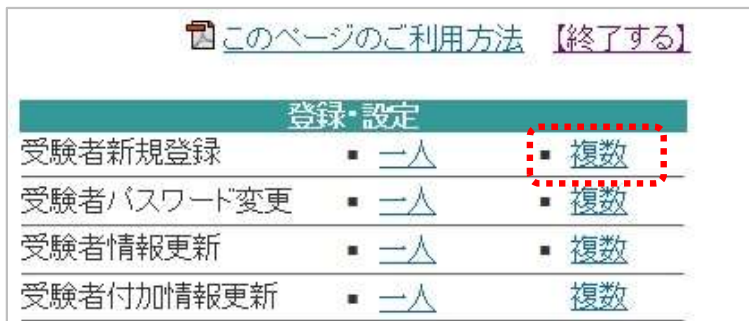 このページのご利用方法 【終了する】
登録・設定
受験者新規登録 ▪ 一人 ▪ 複数
受験者パスワード変更 ▪ 一人 ▪ 複数
受験者情報更新 ▪ 一人 ▪ 複数
受験者付加情報更新 ▪ 一人 複数